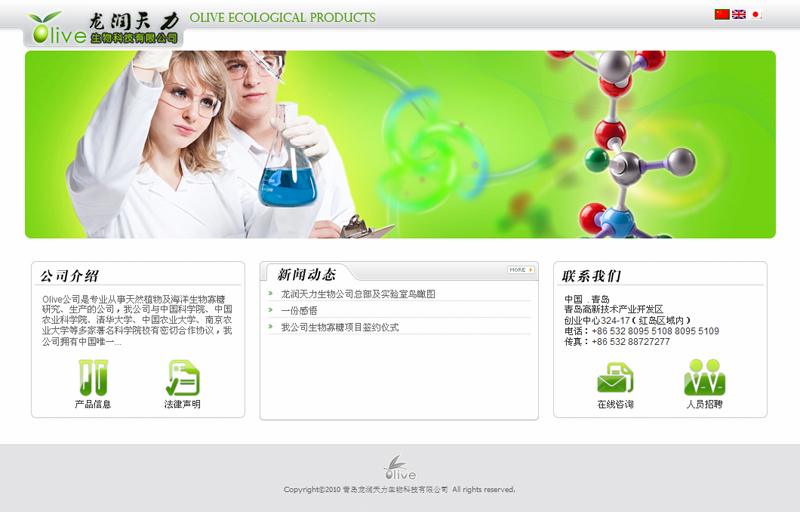 龙润天力
OLIVE ECOLOGICAL PRODUCTS
Olive
生物科技有限公司
公司介绍
Olive公司是专业从事天然植物及海洋生物寡糖
研究、生产的公司，我公司与中国科学院、中国
农业科学院、清华大学、中国农业大学、南京农
业大学等多家著名科学院校有密切合作协议，我
公司拥有中国唯一...
产品信息
法律声明
新闻动态
MORE
龙润天力生物公司总部及实验室鸟瞰图
一份感悟
我公司生物寡糖项目签约仪式
联系我们
中国 . 青岛
青岛高新技术产业开发区
创业中心324-17（红岛区域内）
电话：+86 532 8095 5108 8095 5109
传真：+86 532 88727277
在线咨询
人员招聘
Olive
Copyright©2010 青岛龙润天力生物科技有限公司 All rights reserved.